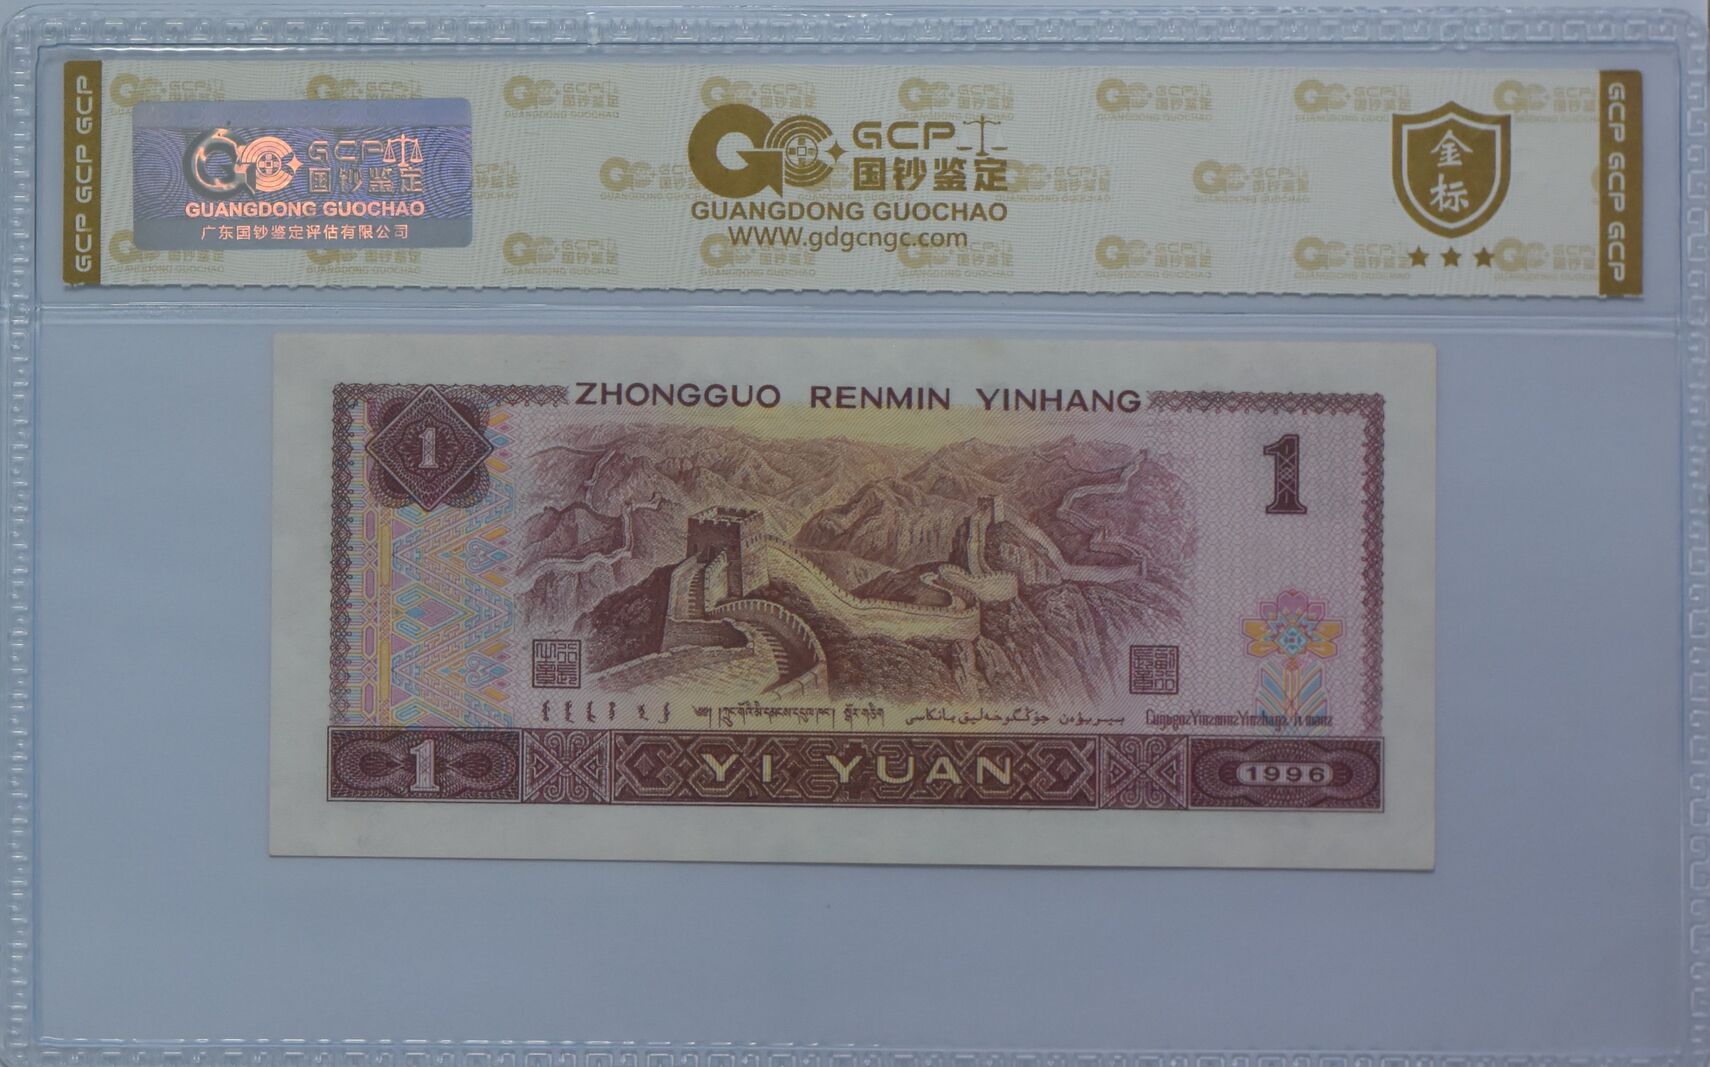 GCP GCP GCP
GCP
国钞鉴定
GUANGDONG GUOCHAO
广东国钞鉴定评估有限公司
GCP
国钞鉴定
GUANGDONG GUOCHAO
WWW.gdgcngc.com
金
标
GCP GCP GCP
ZHONGGUO RENMIN YINHANG
1
1
1
YI YUAN
1996